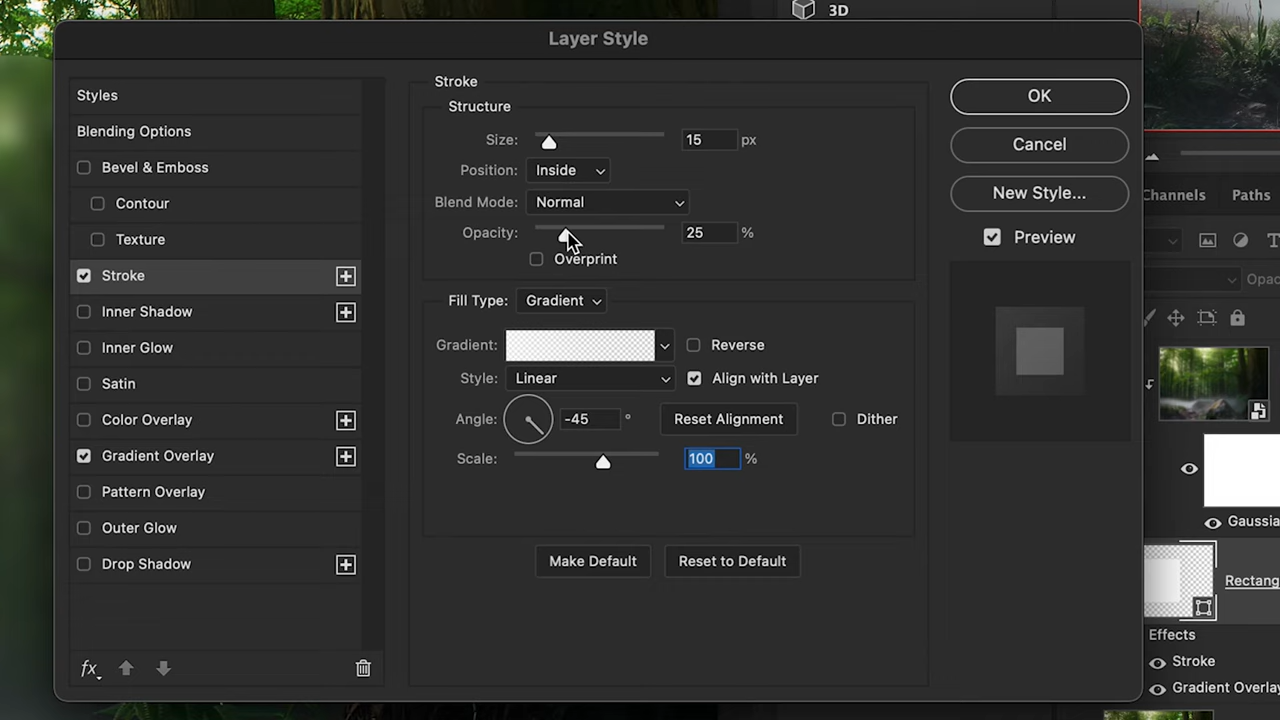 3D
Layer Style
Styles
Blending Options
Bevel & Emboss
Contour
Texture
Stroke
Inner Shadow
Inner Glow
Satin
Color Overlay
Gradient Overlay
Pattern Overlay
Outer Glow
Drop Shadow
fx
Stroke
Structure
Size: 15 px
Position: Inside
Blend Mode: Normal
Opacity: 25 %
Overprint
Fill Type: Gradient
Gradient: Reverse
Style: Linear Align with Layer
Angle: -45 ° Reset Alignment Dither
Scale: 100 %
Make Default Reset to Default
OK
Cancel
New Style...
Preview
Channels Paths
Opac
Gaussia
Rectang
Effects
Stroke
Gradient Overlay